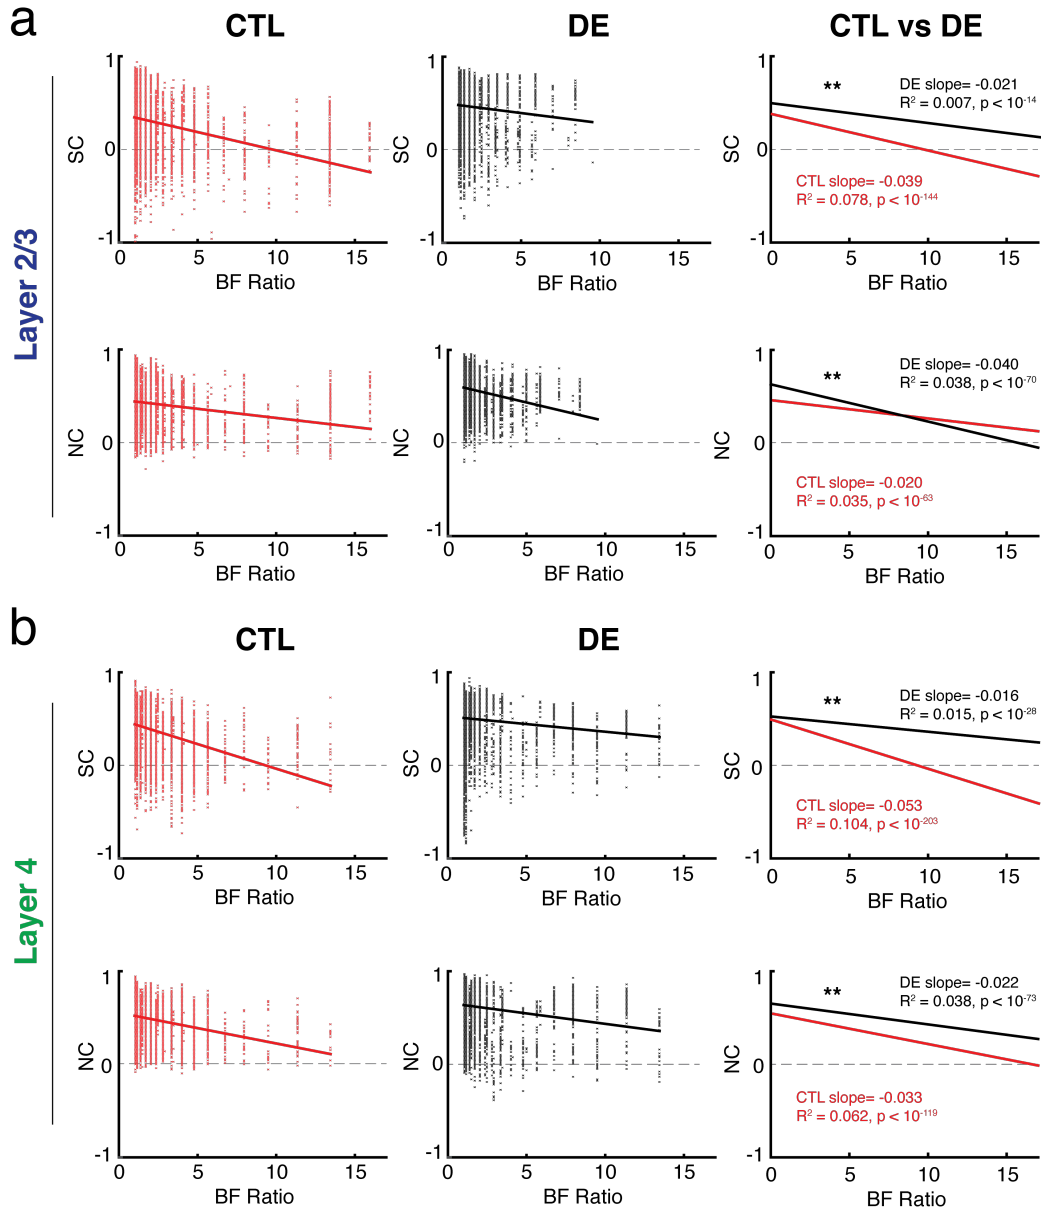 a
CTL
DE
CTL vs DE
Layer 2/3
1
0
-1
SC
0 5 10 15
BF Ratio
1
0
-1
SC
0 5 10 15
BF Ratio
1
0
-1
SC
**
DE slope= -0.021
R² = 0.007, p < 10⁻¹⁴
CTL slope= -0.039
R² = 0.078, p < 10⁻¹⁴⁴
0 5 10 15
BF Ratio
1
0
-1
NC
0 5 10 15
BF Ratio
1
0
-1
NC
0 5 10 15
BF Ratio
1
0
-1
NC
**
DE slope= -0.040
R² = 0.038, p < 10⁻⁷⁰
CTL slope= -0.020
R² = 0.035, p < 10⁻⁶³
0 5 10 15
BF Ratio
b
CTL
DE
Layer 4
1
0
-1
SC
0 5 10 15
BF Ratio
1
0
-1
SC
0 5 10 15
BF Ratio
1
0
-1
SC
**
DE slope= -0.016
R² = 0.015, p < 10⁻²⁸
CTL slope= -0.053
R² = 0.104, p < 10⁻²⁰³
0 5 10 15
BF Ratio
1
0
-1
NC
0 5 10 15
BF Ratio
1
0
-1
NC
0 5 10 15
BF Ratio
1
0
-1
NC
**
DE slope= -0.022
R² = 0.038, p < 10⁻⁷³
CTL slope= -0.033
R² = 0.062, p < 10⁻¹¹⁹
0 5 10 15
BF Ratio